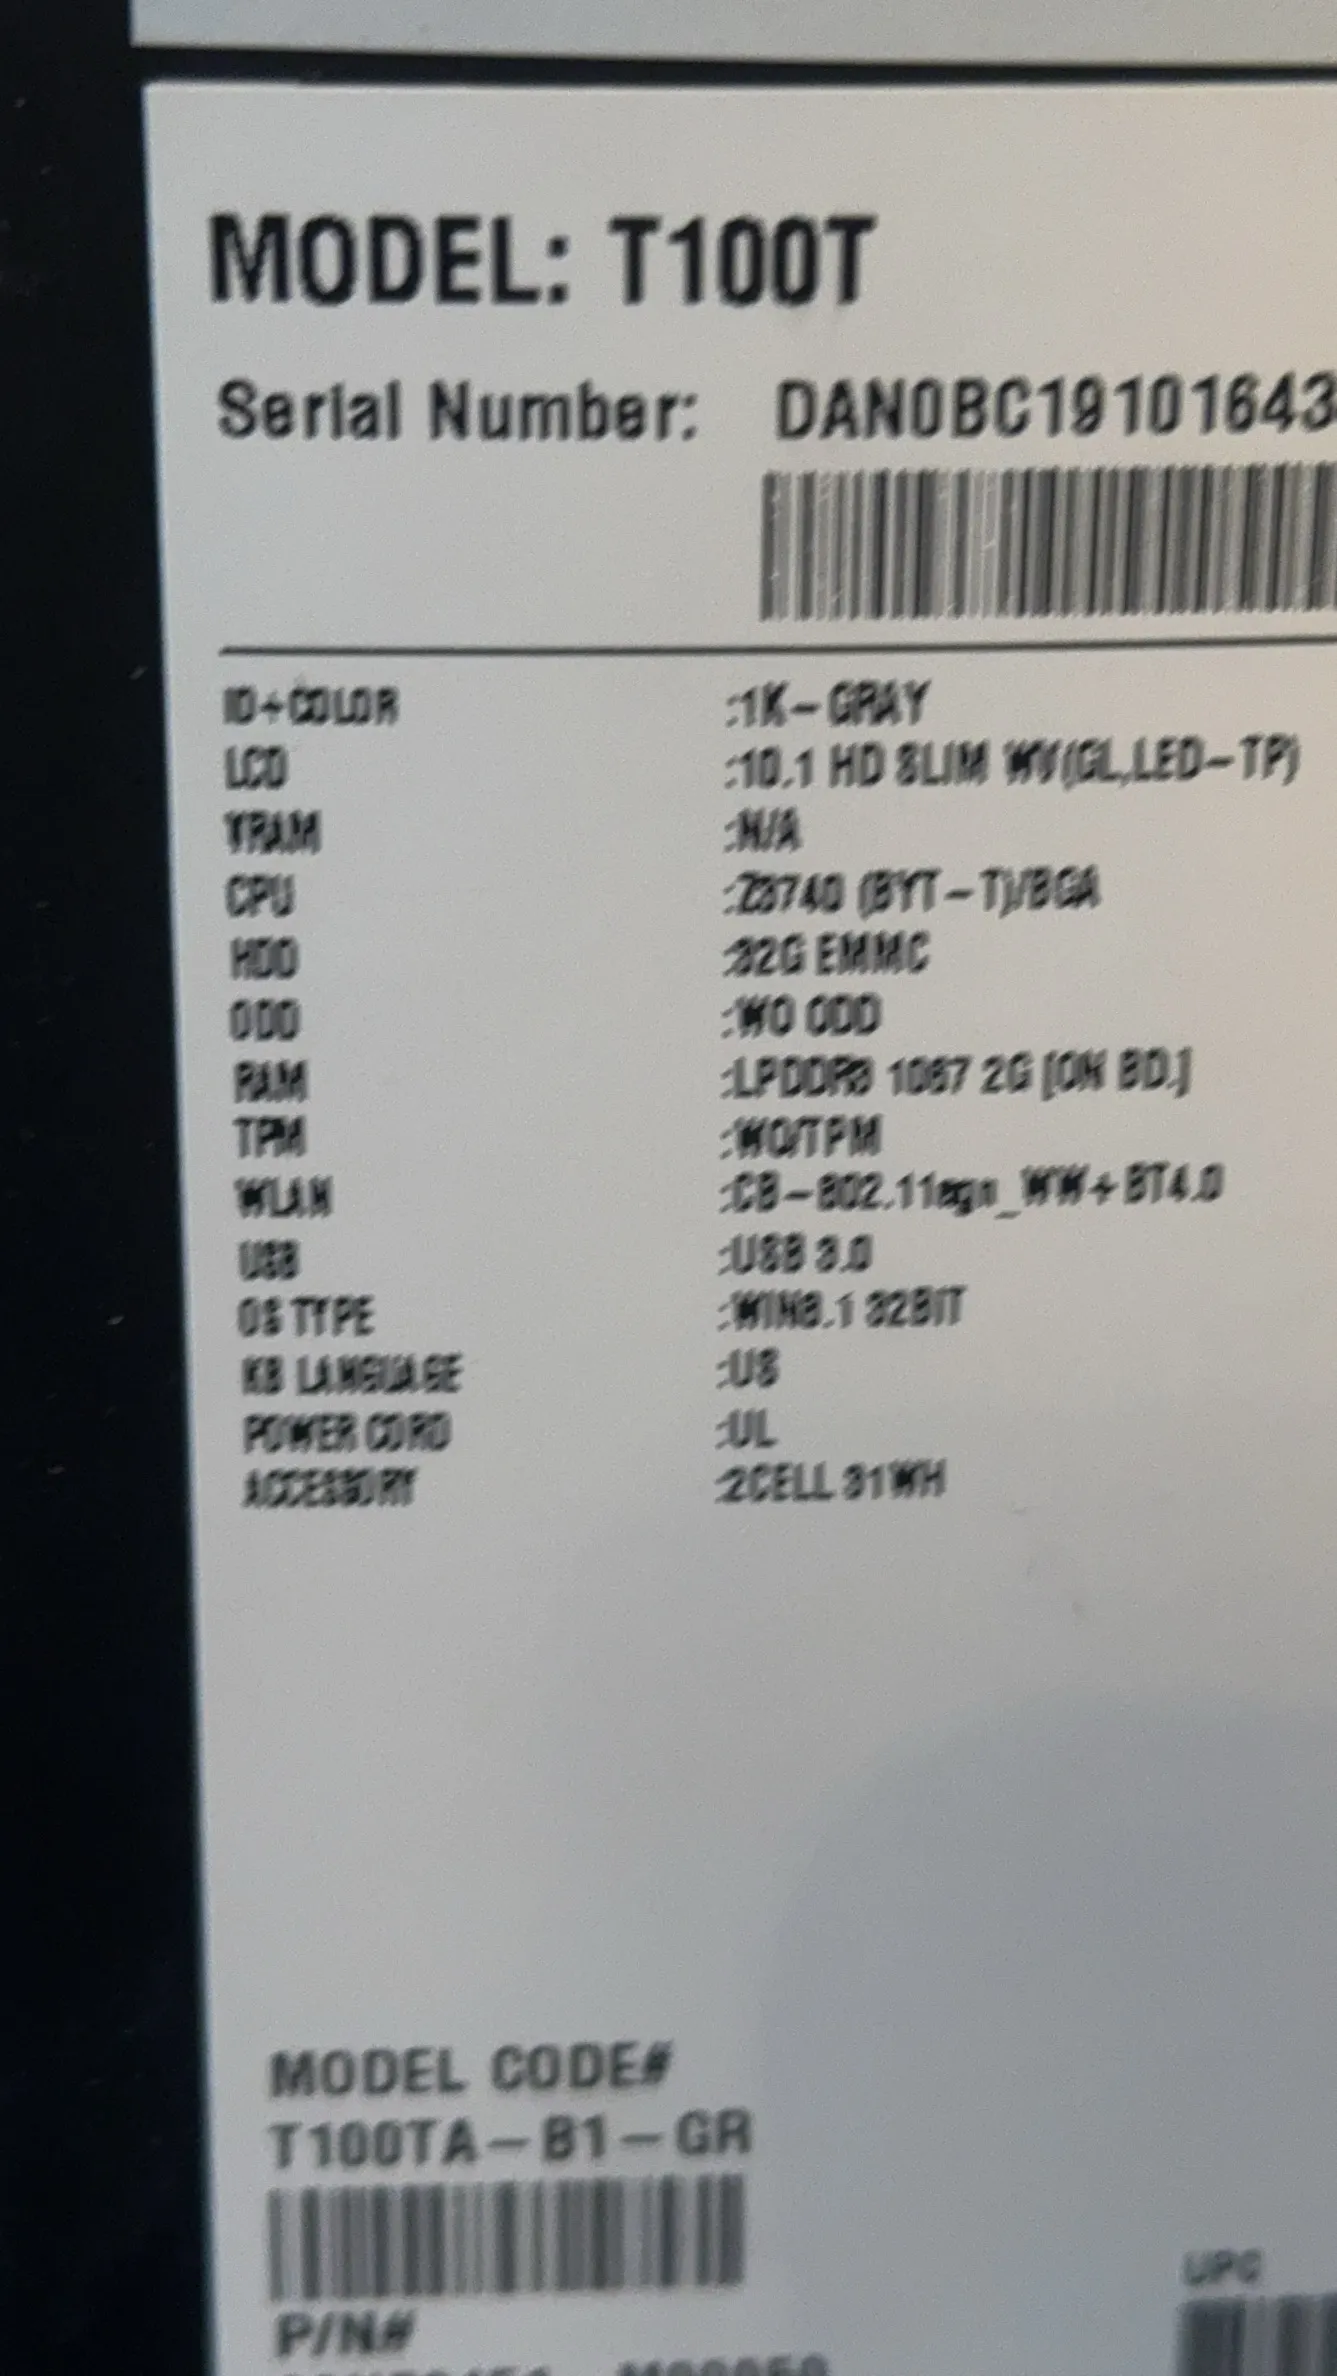 MODEL: T100T
Serial Number: DAN0BC19101643
ID+COLOR :1K-GRAY
LCD :10.1 HD SLIM WV(GL,LED-TP)
VRAM :N/A
CPU :Z3740 (BYT-T)/BGA
HDD :32G EMMC
ODD :WO ODD
RAM :LPDDR3 1067 2G [ON BD.]
TPM :WO/TPM
WLAN :CB-802.11agn_WW+BT4.0
USB :USB 3.0
OS TYPE :WIN8.1 32BIT
KB LANGUAGE :US
POWER CORD :UL
ACCESSORY :2CELL 31WH
MODEL CODE#
T100TA-B1-GR
UPC
P/N#